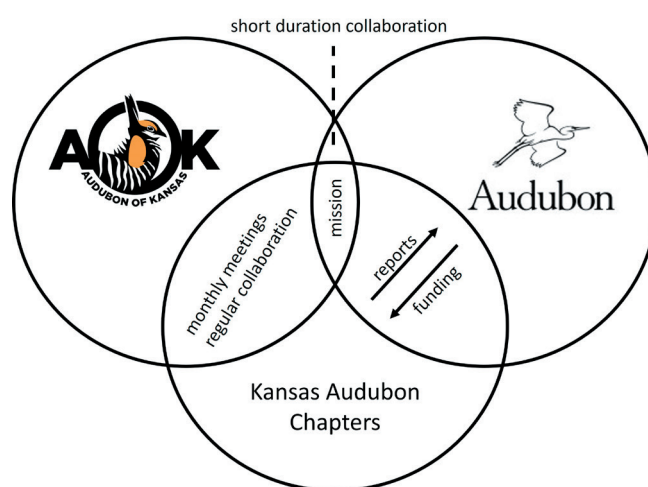 short duration collaboration
AOK
AUDUBON OF KANSAS
Audubon
mission
monthly meetings
regular collaboration
reports
funding
Kansas Audubon
Chapters